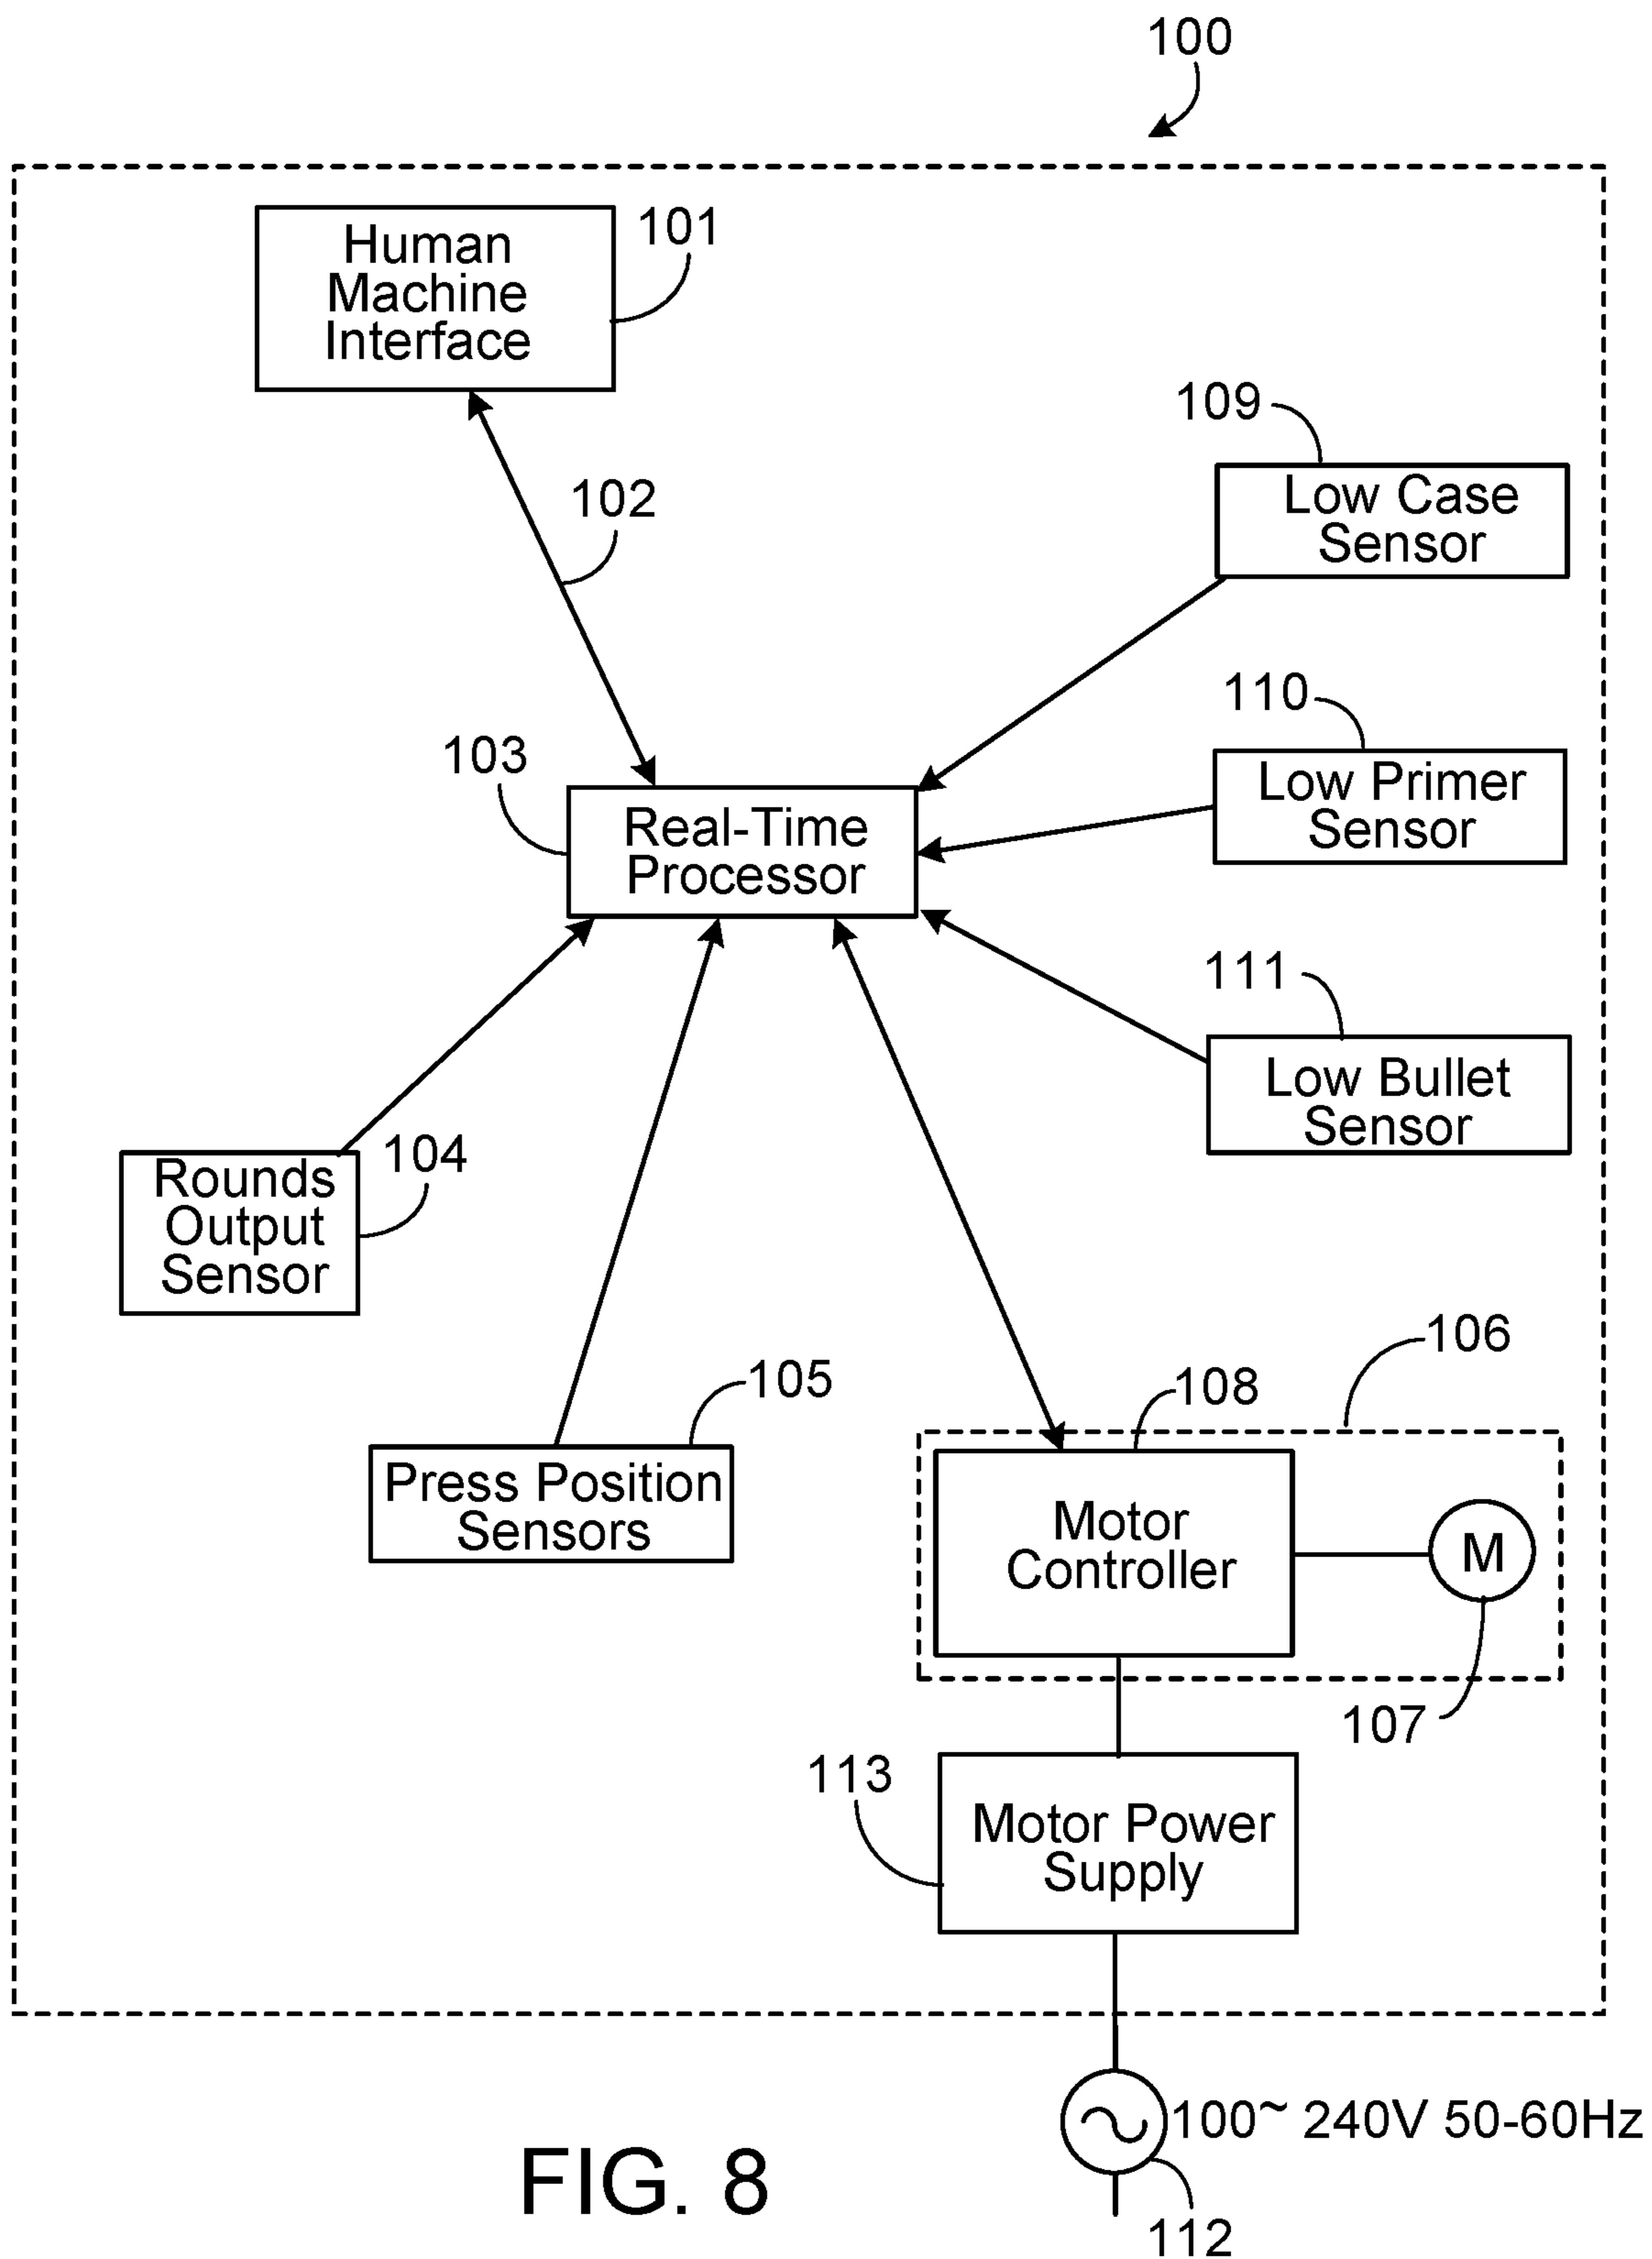 100
Human
Machine
Interface
101
109
Low Case
Sensor
102
110
Low Primer
Sensor
103
Real-Time
Processor
111
Low Bullet
Sensor
Rounds
Output
Sensor
104
105
Press Position
Sensors
106
108
Motor
Controller
M
107
113
Motor Power
Supply
100~ 240V 50-60Hz
112
FIG. 8